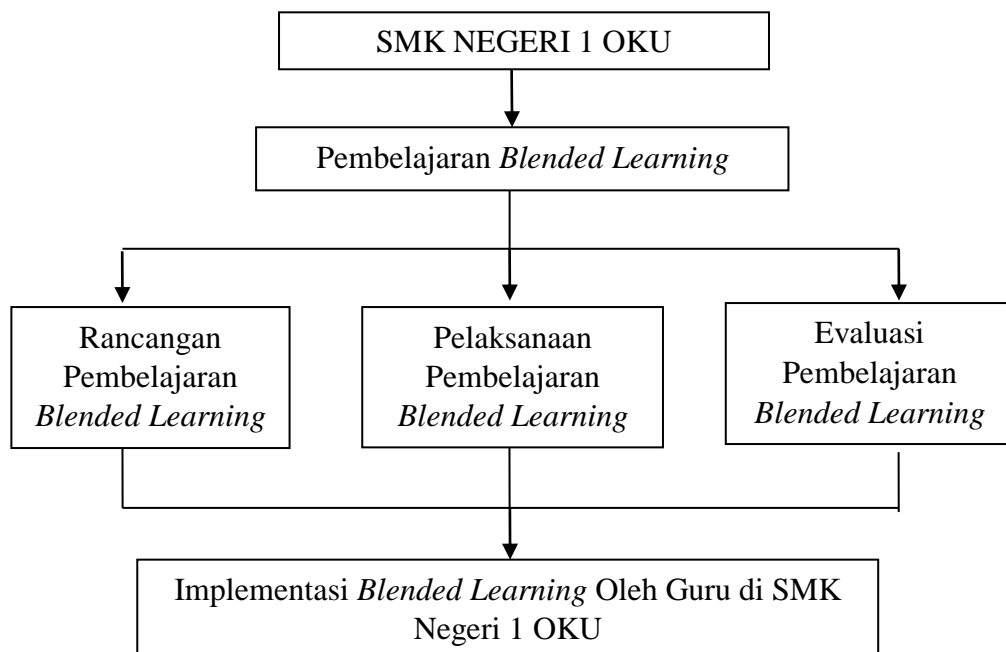 SMK NEGERI 1 OKU
Pembelajaran Blended Learning
Rancangan
Pembelajaran
Blended Learning
Pelaksanaan
Pembelajaran
Blended Learning
Evaluasi
Pembelajaran
Blended Learning
Implementasi Blended Learning Oleh Guru di SMK
Negeri 1 OKU